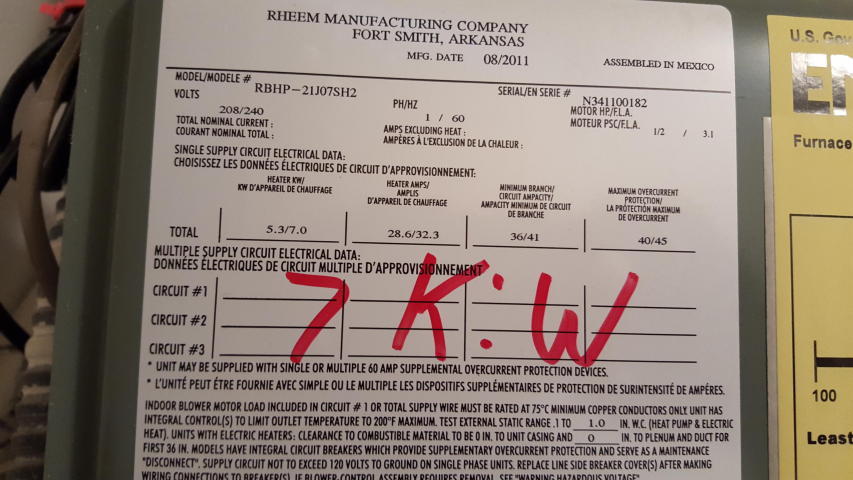 RHEEM MANUFACTURING COMPANY
FORT SMITH, ARKANSAS
MFG. DATE 08/2011 ASSEMBLED IN MEXICO
MODEL/MODELE # RBHP-21J07SH2 SERIAL/EN SERIE # N341100182
VOLTS 208/240 PH/HZ 1 / 60 MOTOR HP/F.L.A.
MOTEUR PSC/F.L.A. 1/2 / 3.1
TOTAL NOMINAL CURRENT : AMPS EXCLUDING HEAT :
COURANT NOMINAL TOTAL : AMPÈRES À L'EXCLUSION DE LA CHALEUR :
SINGLE SUPPLY CIRCUIT ELECTRICAL DATA:
CHOISISSEZ LES DONNÉES ÉLECTRIQUES DE CIRCUIT D'APPROVISIONNEMENT:
HEATER KW/
KW D'APPAREIL DE CHAUFFAGE
HEATER AMPS/
AMPLIS
D'APPAREIL DE CHAUFFAGE
MINIMUM BRANCH/
CIRCUIT AMPACITY/
AMPACITY MINIMUM DE CIRCUIT
DE BRANCHE
MAXIMUM OVERCURRENT
PROTECTION/
LA PROTECTION MAXIMUM
DE OVERCURRENT
TOTAL 5.3/7.0 28.6/32.3 36/41 40/45
MULTIPLE SUPPLY CIRCUIT ELECTRICAL DATA:
DONNÉES ÉLECTRIQUES DE CIRCUIT MULTIPLE D'APPROVISIONNEMENT
CIRCUIT #1
CIRCUIT #2
CIRCUIT #3
7 K:W
* UNIT MAY BE SUPPLIED WITH SINGLE OR MULTIPLE 60 AMP SUPPLEMENTAL OVERCURRENT PROTECTION DEVICES.
* L'UNITÉ PEUT ÉTRE FOURNIE AVEC SIMPLE OU LE MULTIPLE LES DISPOSITIFS SUPPLÉMENTAIRES DE PROTECTION DE SURINTENSITÉ DE AMPÉRES.
INDOOR BLOWER MOTOR LOAD INCLUDED IN CIRCUIT # 1 OR TOTAL SUPPLY WIRE MUST BE RATED AT 75°C MINIMUM COPPER CONDUCTORS ONLY. UNIT HAS
INTEGRAL CONTROL(S) TO LIMIT OUTLET TEMPERATURE TO 200°F MAXIMUM. TEST EXTERNAL STATIC RANGE .1 TO 1.0 IN. W.C. (HEAT PUMP & ELECTRIC
HEAT). UNITS WITH ELECTRIC HEATERS: CLEARANCE TO COMBUSTIBLE MATERIAL TO BE 0 IN. TO UNIT CASING AND 0 IN. TO PLENUM AND DUCT FOR
FIRST 36 IN. MODELS HAVE INTEGRAL CIRCUIT BREAKERS WHICH PROVIDE SUPPLEMENTARY OVERCURRENT PROTECTION AND SERVE AS A MAINTENANCE
"DISCONNECT". SUPPLY CIRCUIT NOT TO EXCEED 120 VOLTS TO GROUND ON SINGLE PHASE UNITS. REPLACE LINE SIDE BREAKER COVER(S) AFTER MAKING
WIRING CONNECTIONS TO BREAKER(S). IF BLOWER CONTROL ASSEMBLY REQUIRES REMOVAL, SEE "WARNING HAZARDOUS VOLTAGE"
U.S. Gov
EN
Furnace
100
Least